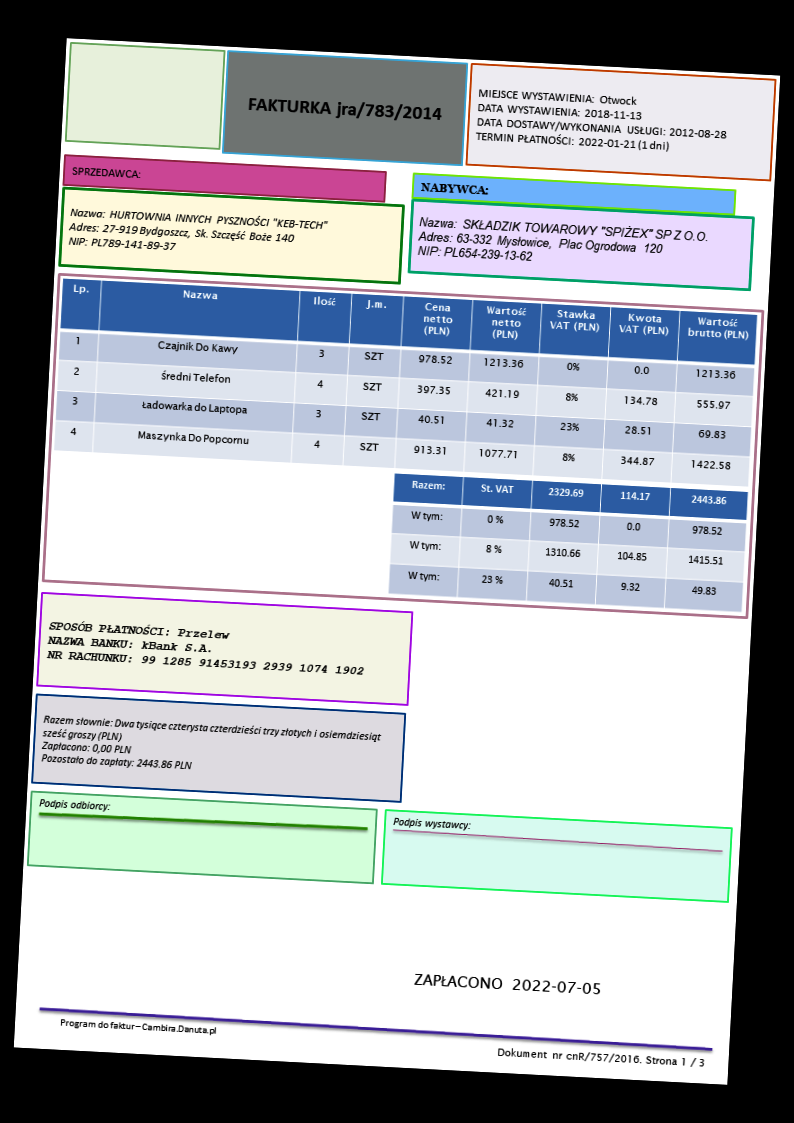 FAKTURKA jra/783/2014
MIEJSCE WYSTAWIENIA: Otwock
DATA WYSTAWIENIA: 2018-11-13
DATA DOSTAWY/WYKONANIA USŁUGI: 2012-08-28
TERMIN PŁATNOŚCI: 2022-01-21 (1 dni)
SPRZEDAWCA:
Nazwa: HURTOWNIA INNYCH PYSZNOŚCI "KEB-TECH"
Adres: 27-919 Bydgoszcz, Sk. Szczęść Boże 140
NIP: PL789-141-89-37
NABYWCA:
Nazwa: SKŁADZIK TOWAROWY "SPIŻEX" SP Z O.O.
Adres: 63-332 Mysłowice, Plac Ogrodowa 120
NIP: PL654-239-13-62
Lp. Nazwa Ilość J.m. Cena netto (PLN) Wartość netto (PLN) Stawka VAT (PLN) Kwota VAT (PLN) Wartość brutto (PLN)
1 Czajnik Do Kawy 3 SZT 978.52 1213.36 0% 0.0 1213.36
2 średni Telefon 4 SZT 397.35 421.19 8% 134.78 555.97
3 Ładowarka do Laptopa 3 SZT 40.51 41.32 23% 28.51 69.83
4 Maszynka Do Popcornu 4 SZT 913.31 1077.71 8% 344.87 1422.58
Razem: St. VAT 2329.69 114.17 2443.86
W tym: 0 % 978.52 0.0 978.52
W tym: 8 % 1310.66 104.85 1415.51
W tym: 23 % 40.51 9.32 49.83
SPOSÓB PŁATNOŚCI: Przelew
NAZWA BANKU: kBank S.A.
NR RACHUNKU: 99 1285 91453193 2939 1074 1902
Razem słownie: Dwa tysiące czterysta czterdzieści trzy złotych i osiemdziesiąt
sześć groszy (PLN)
Zapłacono: 0,00 PLN
Pozostało do zapłaty: 2443.86 PLN
Podpis odbiorcy:
Podpis wystawcy:
ZAPŁACONO 2022-07-05
Program do faktur – Cambira.Danuta.pl
Dokument nr cnR/757/2016. Strona 1 / 3